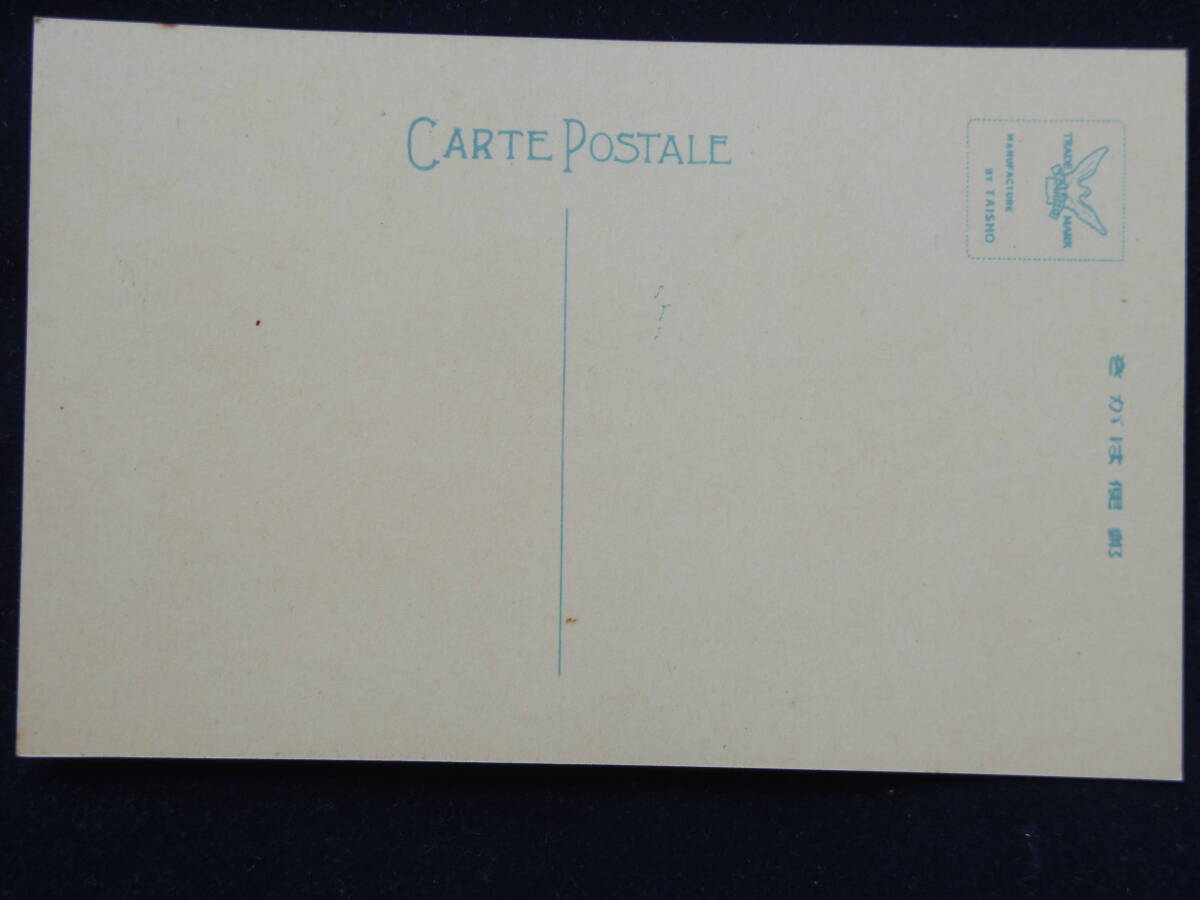 CARTE POSTALE
TRADE MARK
MANUFACTURE
BY TAISHO
きがは便郵